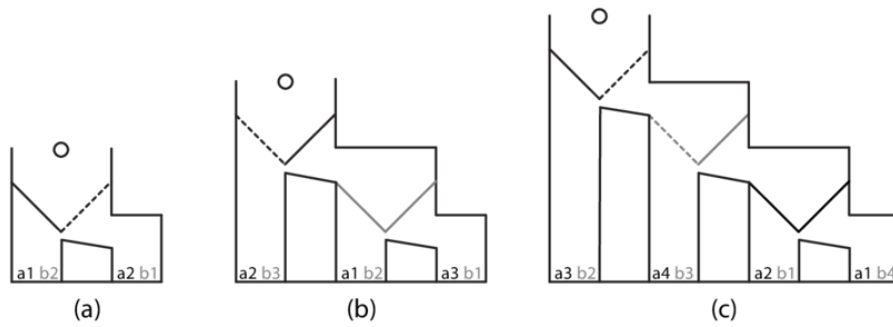 a1 b2 a2 b1
a2 b3 a1 b2 a3 b1
a3 b2 a4 b3 a2 b1 a1 b4
(a) (b) (c)